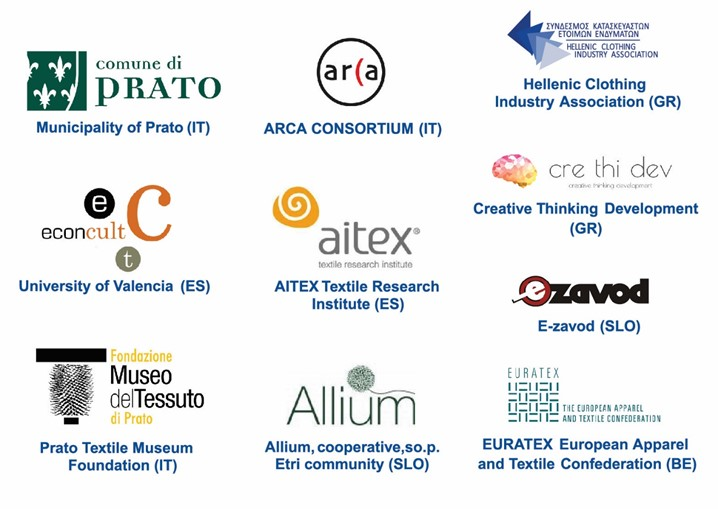 comune di
PRATO
Municipality of Prato (IT)
arca
ARCA CONSORTIUM (IT)
ΣΥΝΔΕΣΜΟΣ ΚΑΤΑΣΚΕΥΑΣΤΩΝ
ΕΤΟΙΜΩΝ ΕΝΔΥΜΑΤΩΝ
HELLENIC CLOTHING
INDUSTRY ASSOCIATION
Hellenic Clothing
Industry Association (GR)
e C
econcult
t
University of Valencia (ES)
aitex®
textile research institute
AITEX Textile Research
Institute (ES)
cre thi dev
creative thinking development
Creative Thinking Development
(GR)
ezavod
E-zavod (SLO)
Fondazione
Museo
delTessuto
di Prato
Prato Textile Museum
Foundation (IT)
Allium
Allium, cooperative,so.p.
Etri community (SLO)
EURATEX
THE EUROPEAN APPAREL
AND TEXTILE CONFEDERATION
EURATEX European Apparel
and Textile Confederation (BE)